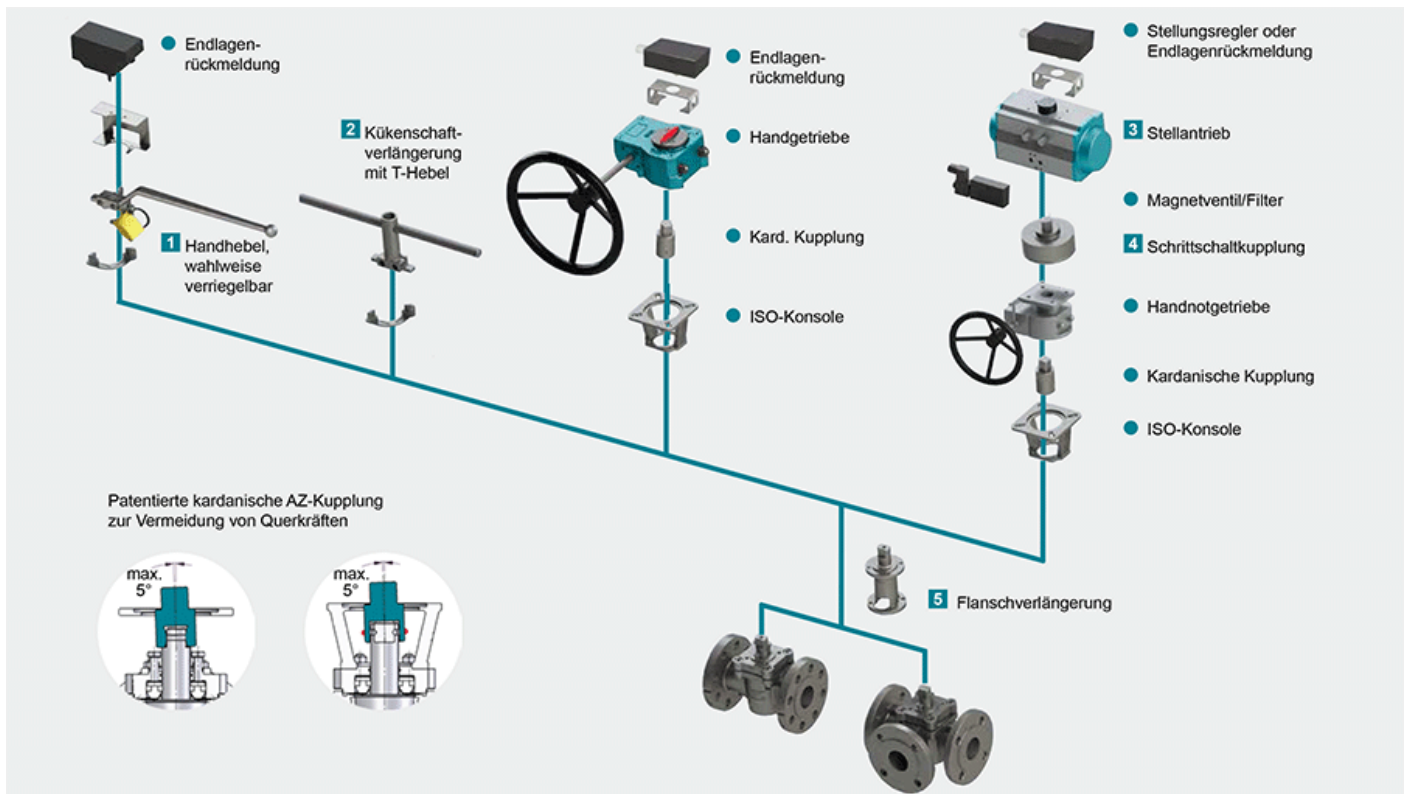 Endlagen-
rückmeldung
2 Kükenschaft-
verlängerung
mit T-Hebel
1 Handhebel,
wahlweise
verriegelbar
Endlagen-
rückmeldung
Handgetriebe
Kard. Kupplung
ISO-Konsole
Stellungsregler oder
Endlagenrückmeldung
3 Stellantrieb
Magnetventil/Filter
4 Schrittschaltkupplung
Handnotgetriebe
Kardanische Kupplung
ISO-Konsole
Patentierte kardanische AZ-Kupplung
zur Vermeidung von Querkräften
max.
5°
max.
5°
5 Flanschverlängerung